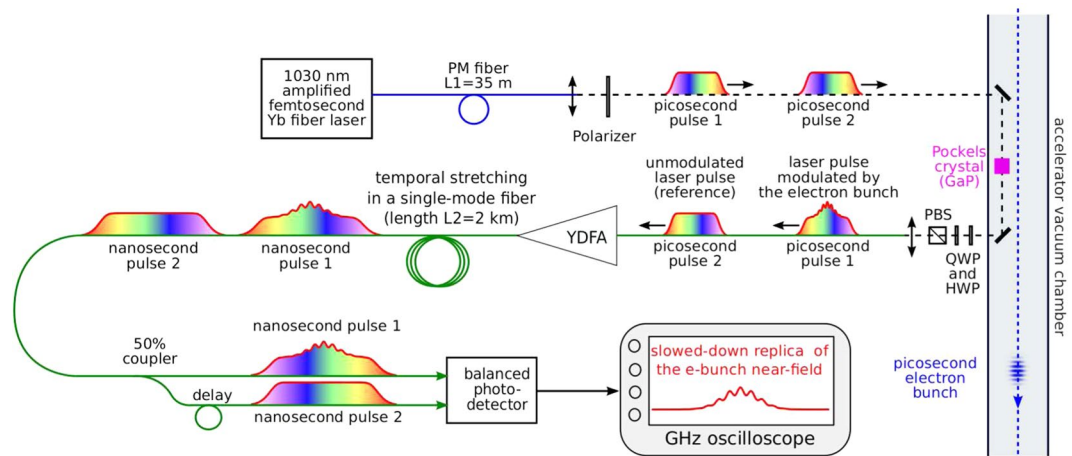 1030 nm
amplified
femtosecond
Yb fiber laser
PM fiber
L1=35 m
Polarizer
picosecond
pulse 1
picosecond
pulse 2
Pockels
crystal
(GaP)
accelerator vacuum chamber
temporal stretching
in a single-mode fiber
(length L2=2 km)
unmodulated
laser pulse
(reference)
laser pulse
modulated by
the electron bunch
nanosecond
pulse 2
nanosecond
pulse 1
YDFA
picosecond
pulse 2
picosecond
pulse 1
PBS
QWP
and
HWP
50%
coupler
delay
nanosecond pulse 1
nanosecond pulse 2
balanced
photo-
detector
slowed-down replica of
the e-bunch near-field
GHz oscilloscope
picosecond
electron
bunch